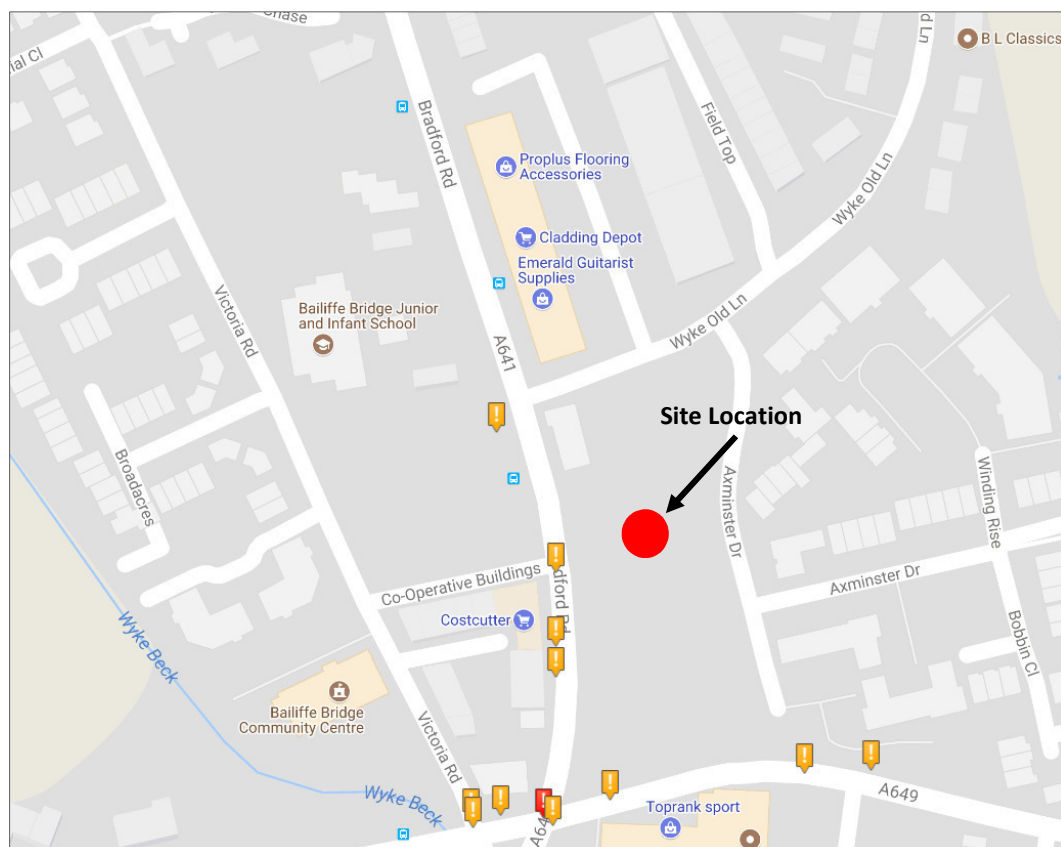 Chase
rial Cl
d Ln
B L Classics
Bradford Rd
Field Top
Proplus Flooring
Accessories
Wyke Old Ln
Cladding Depot
Emerald Guitarist
Supplies
Victoria Rd
Bailiffe Bridge Junior
and Infant School
Wyke Old Ln
A641
Site Location
Broadacres
Axminster Dr
Winding Rise
Co-Operative Buildings
dford Rd
Axminster Dr
Costcutter
Bobbin Cl
Wyke Beck
Bailiffe Bridge
Community Centre
Victoria Rd
Wyke Beck
A64
Toprank sport
A649